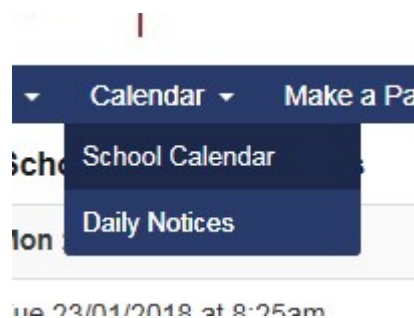 Calendar Make a Pa
School Calendar
Daily Notices
ue 23/01/2018 at 8:25am